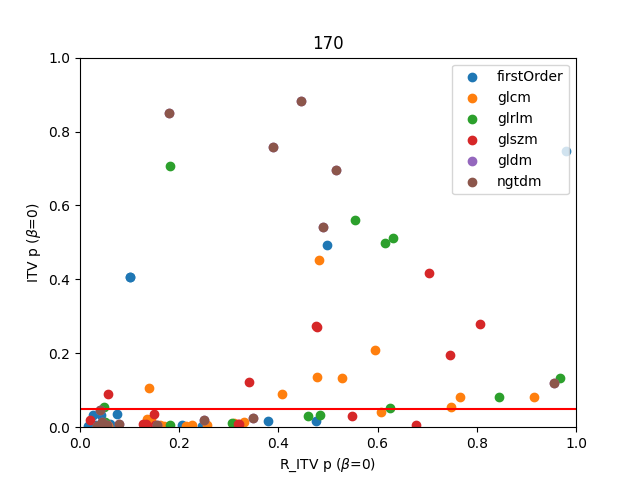 170
1.0
0.8
0.6
0.4
0.2
0.0
ITV p (β=0)
firstOrder
glcm
glrlm
glszm
gldm
ngtdm
0.0 0.2 0.4 0.6 0.8 1.0
R_ITV p (β=0)